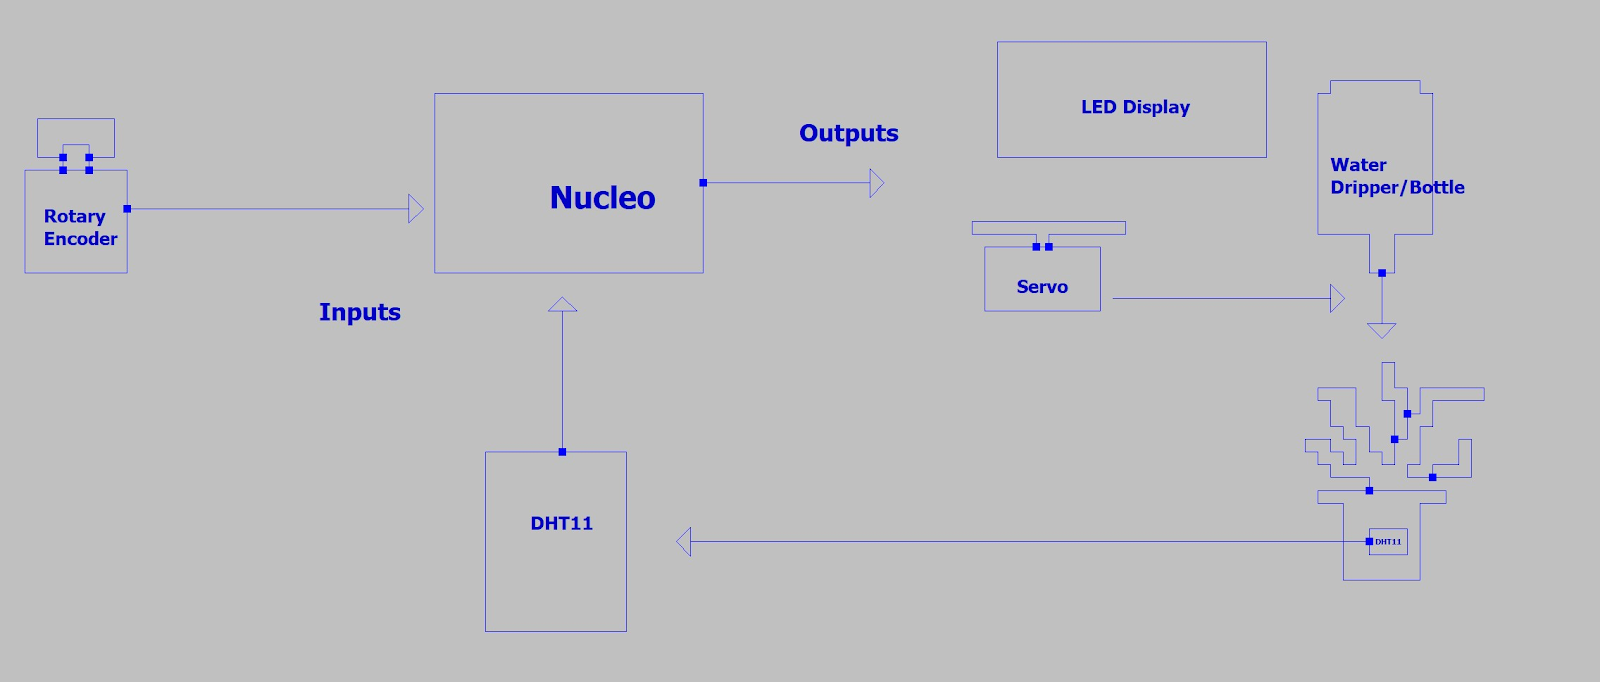 LED Display
Outputs
Water
Dripper/Bottle
Nucleo
Rotary
Encoder
Servo
Inputs
DHT11
DHT11